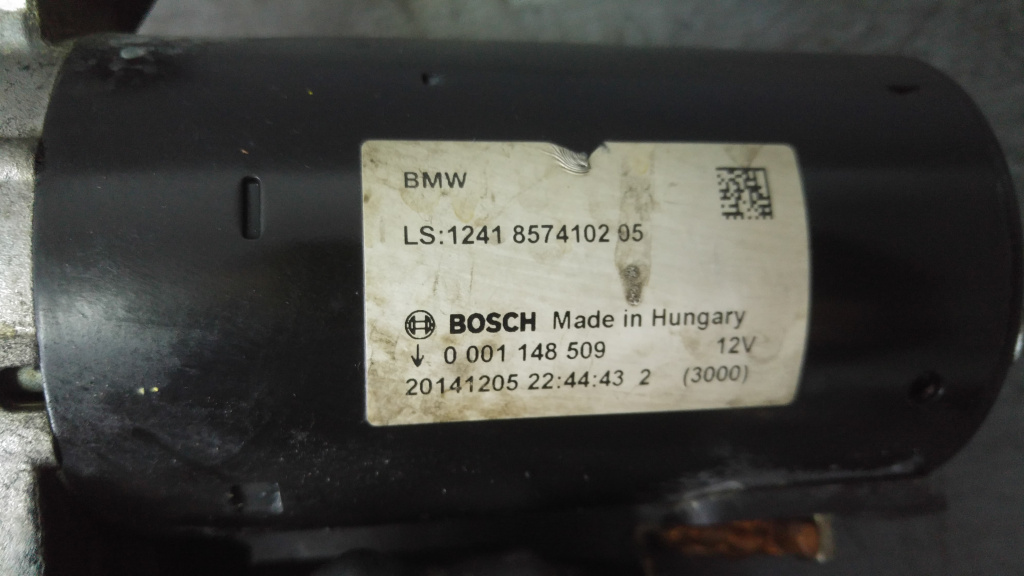 BMW
LS:1241 8574102 05
BOSCH Made in Hungary
↓ 0 001 148 509 12V
20141205 22:44:43 2 (3000)